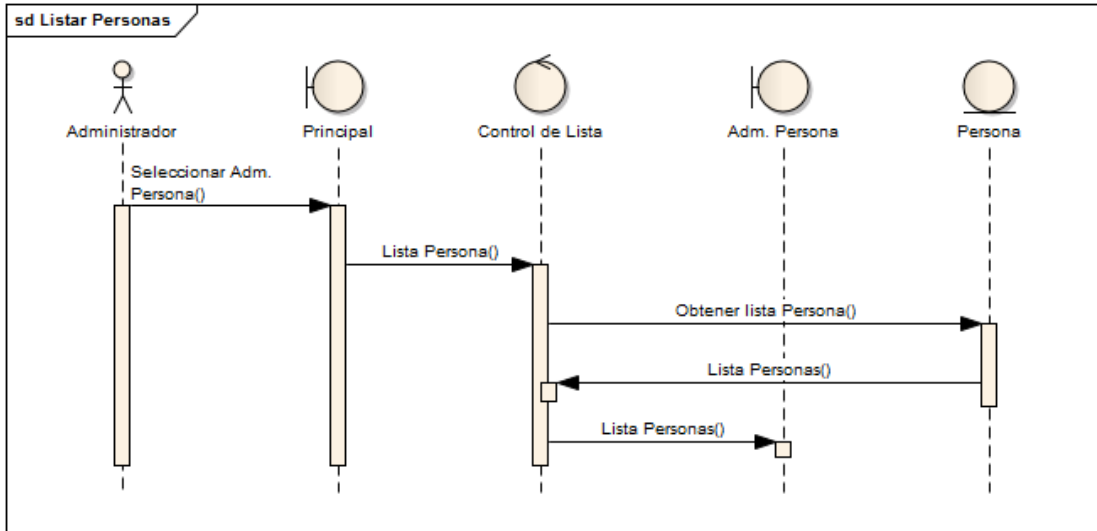 sd Listar Personas
Administrador
Principal
Control de Lista
Adm. Persona
Persona
Seleccionar Adm.
Persona()
Lista Persona()
Obtener lista Persona()
Lista Personas()
Lista Personas()